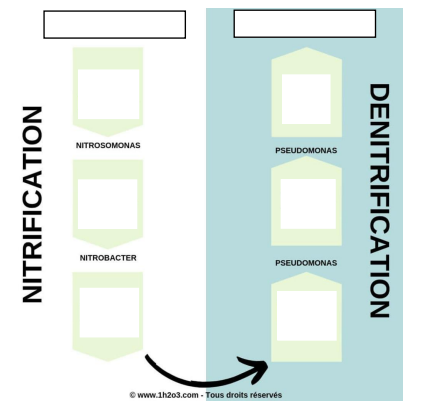 NITRIFICATION
NITROSOMONAS
NITROBACTER
PSEUDOMONAS
PSEUDOMONAS
DENITRIFICATION
© www.1h2o3.com - Tous droits réservés